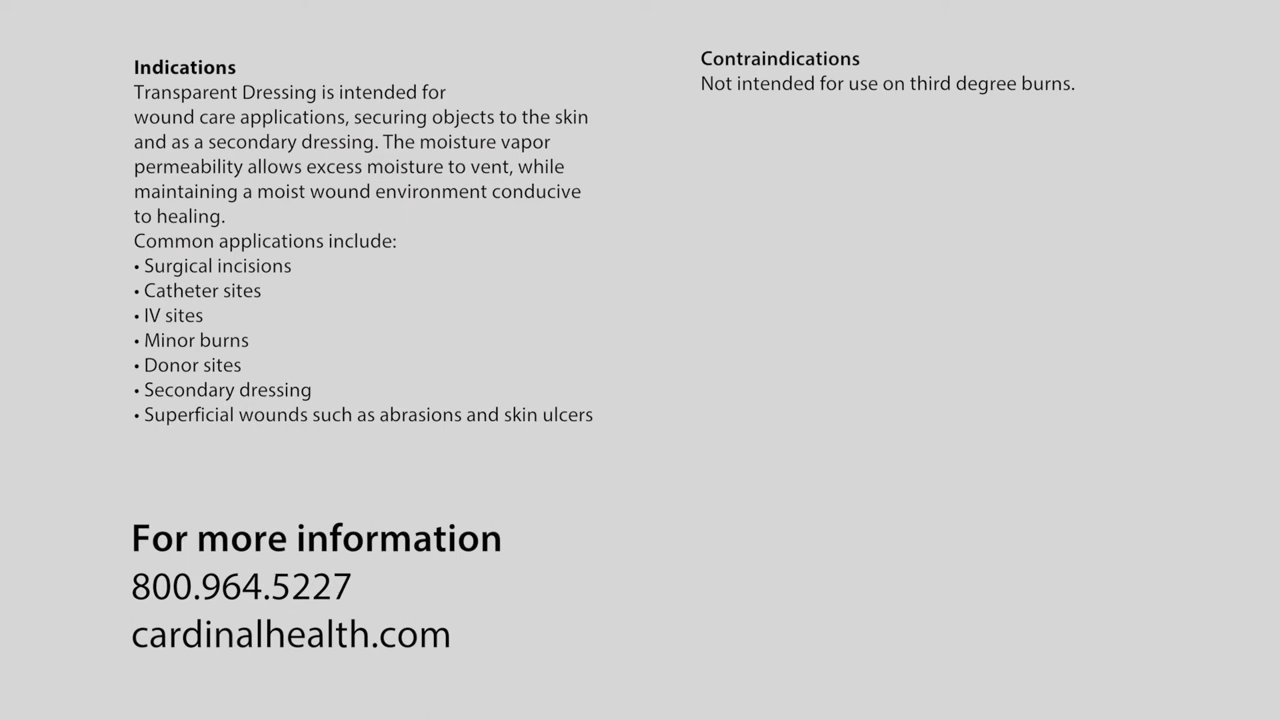 Indications
Transparent Dressing is intended for
wound care applications, securing objects to the skin
and as a secondary dressing. The moisture vapor
permeability allows excess moisture to vent, while
maintaining a moist wound environment conducive
to healing.
Common applications include:
• Surgical incisions
• Catheter sites
• IV sites
• Minor burns
• Donor sites
• Secondary dressing
• Superficial wounds such as abrasions and skin ulcers
Contraindications
Not intended for use on third degree burns.
For more information
800.964.5227
cardinalhealth.com